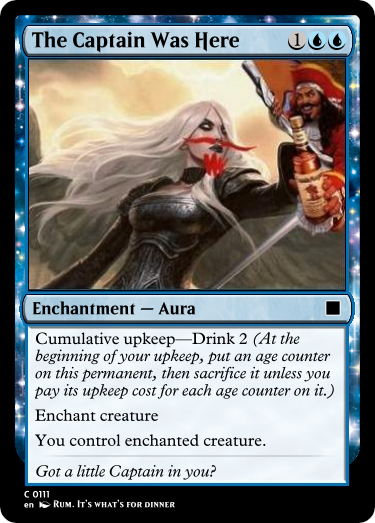 The Captain Was Here 1
Enchantment — Aura
Cumulative upkeep—Drink 2 (At the
beginning of your upkeep, put an age counter
on this permanent, then sacrifice it unless you
pay its upkeep cost for each age counter on it.)
Enchant creature
You control enchanted creature.
Got a little Captain in you?
C 0111
en Rum. It's what's for dinner